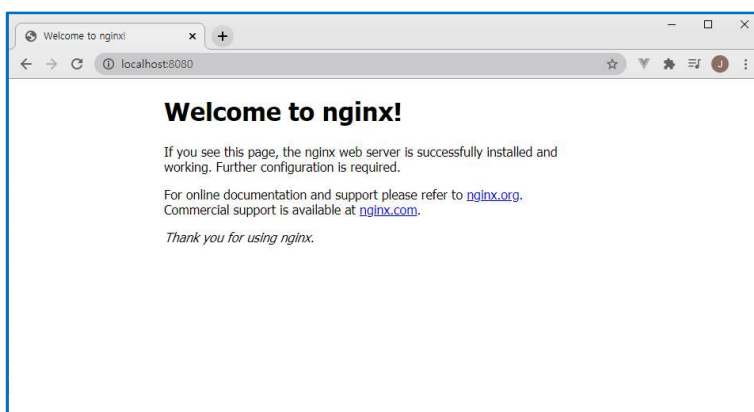 Welcome to nginx!
localhost:8080
J
Welcome to nginx!
If you see this page, the nginx web server is successfully installed and
working. Further configuration is required.
For online documentation and support please refer to nginx.org.
Commercial support is available at nginx.com.
Thank you for using nginx.